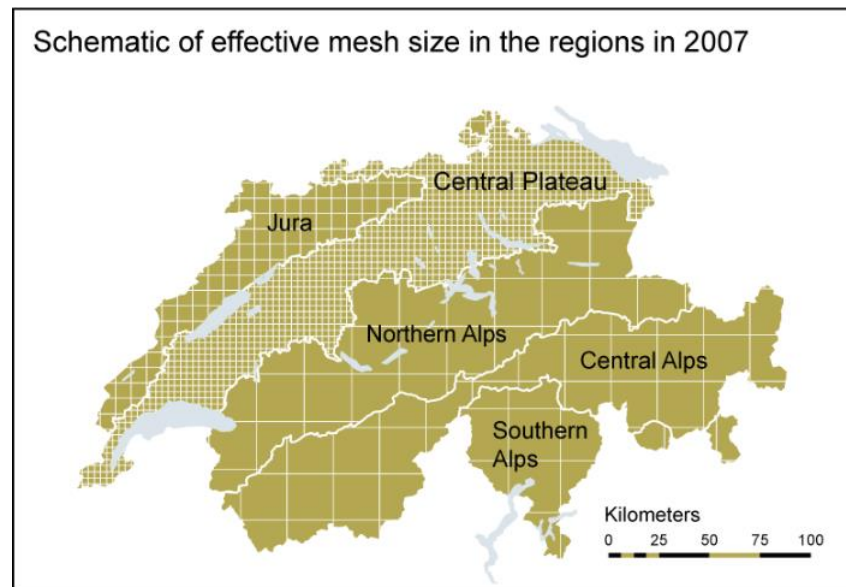 Schematic of effective mesh size in the regions in 2007
Central Plateau
Jura
Northern Alps
Central Alps
Southern
Alps
Kilometers
0 25 50 75 100